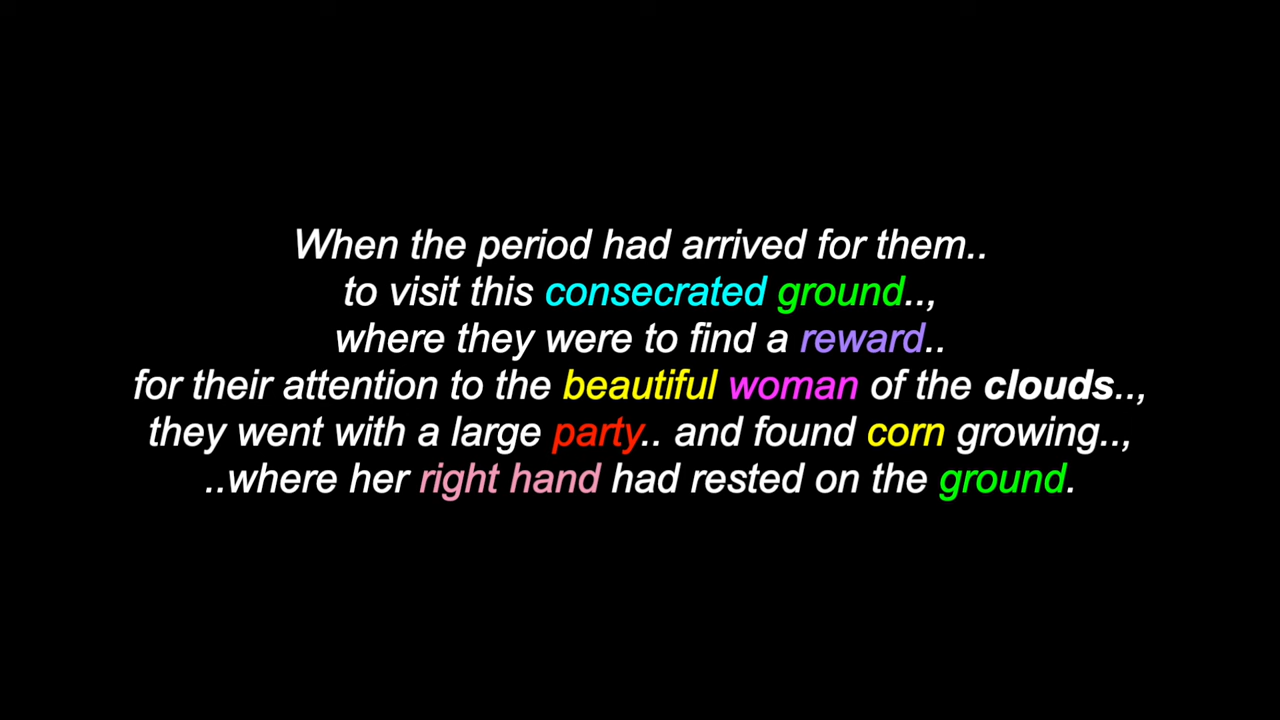 When the period had arrived for them..
to visit this consecrated ground..,
where they were to find a reward..
for their attention to the beautiful woman of the clouds..,
they went with a large party.. and found corn growing..,
..where her right hand had rested on the ground.